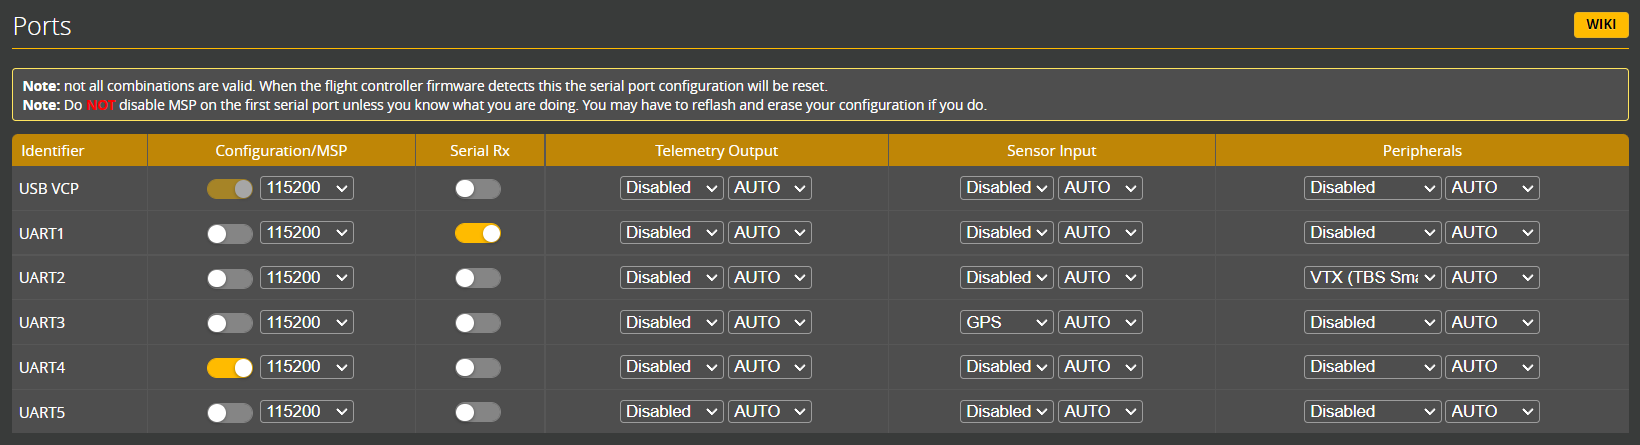 Ports
WIKI
Note: not all combinations are valid. When the flight controller firmware detects this the serial port configuration will be reset.
Note: Do NOT disable MSP on the first serial port unless you know what you are doing. You may have to reflash and erase your configuration if you do.
Identifier Configuration/MSP Serial Rx Telemetry Output Sensor Input Peripherals
USB VCP 115200 Disabled AUTO Disabled AUTO Disabled AUTO
UART1 115200 Disabled AUTO Disabled AUTO Disabled AUTO
UART2 115200 Disabled AUTO Disabled AUTO VTX (TBS Sma AUTO
UART3 115200 Disabled AUTO GPS AUTO Disabled AUTO
UART4 115200 Disabled AUTO Disabled AUTO Disabled AUTO
UART5 115200 Disabled AUTO Disabled AUTO Disabled AUTO